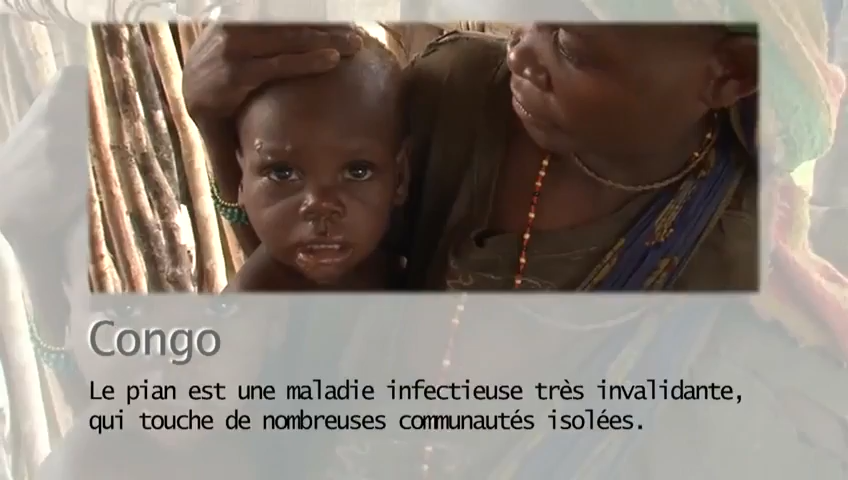 Congo
Le pian est une maladie infectieuse très invalidante,
qui touche de nombreuses communautés isolées.